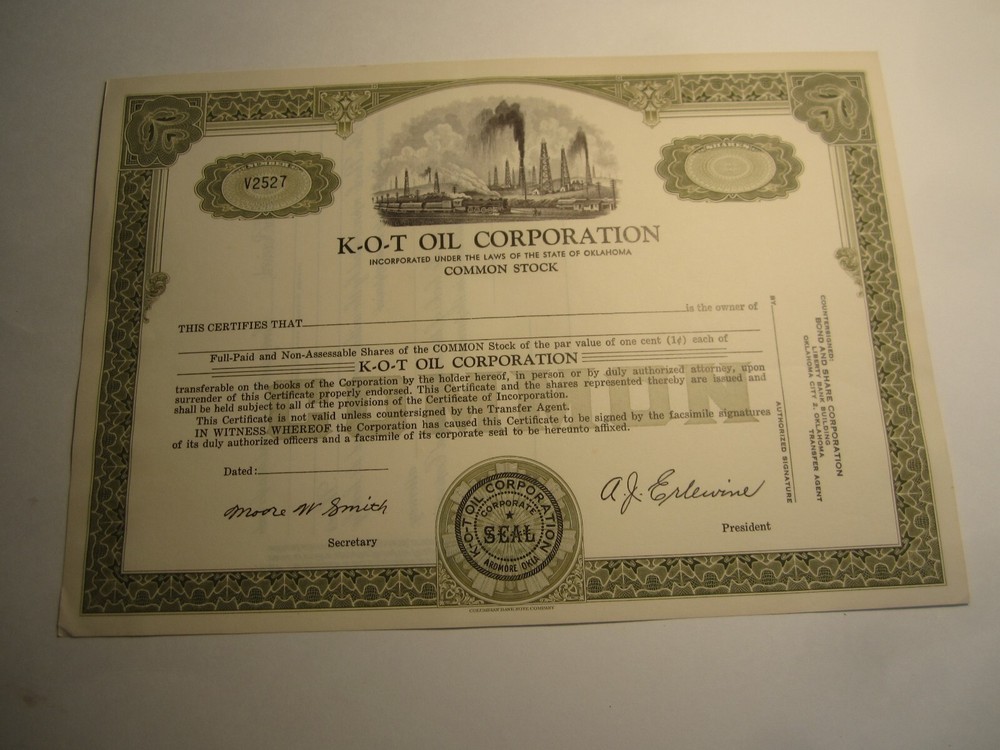 NUMBER
V2527
SHARES
K-O-T OIL CORPORATION
INCORPORATED UNDER THE LAWS OF THE STATE OF OKLAHOMA
COMMON STOCK
THIS CERTIFIES THAT is the owner of
Full-Paid and Non-Assessable Shares of the COMMON Stock of the par value of one cent (1¢) each of
K-O-T OIL CORPORATION
transferable on the books of the Corporation by the holder hereof, in person or by duly authorized attorney, upon
surrender of this Certificate properly endorsed. This Certificate and the shares represented thereby are issued and
shall be held subject to all of the provisions of the Certificate of Incorporation.
This Certificate is not valid unless countersigned by the Transfer Agent.
IN WITNESS WHEREOF the Corporation has caused this Certificate to be signed by the facsimile signatures
of its duly authorized officers and a facsimile of its corporate seal to be hereunto affixed.
Dated:
Moore W Smith
Secretary
K-O-T OIL CORPORATION
CORPORATE
SEAL
ARDMORE OKLA
A. J. Erlewine
President
COUNTERSIGNED:
BOND AND SHARE CORPORATION
LIBERTY BANK BUILDING
OKLAHOMA CITY 2, OKLAHOMA
TRANSFER AGENT
BY
AUTHORIZED SIGNATURE
COLUMBIAN BANK NOTE COMPANY